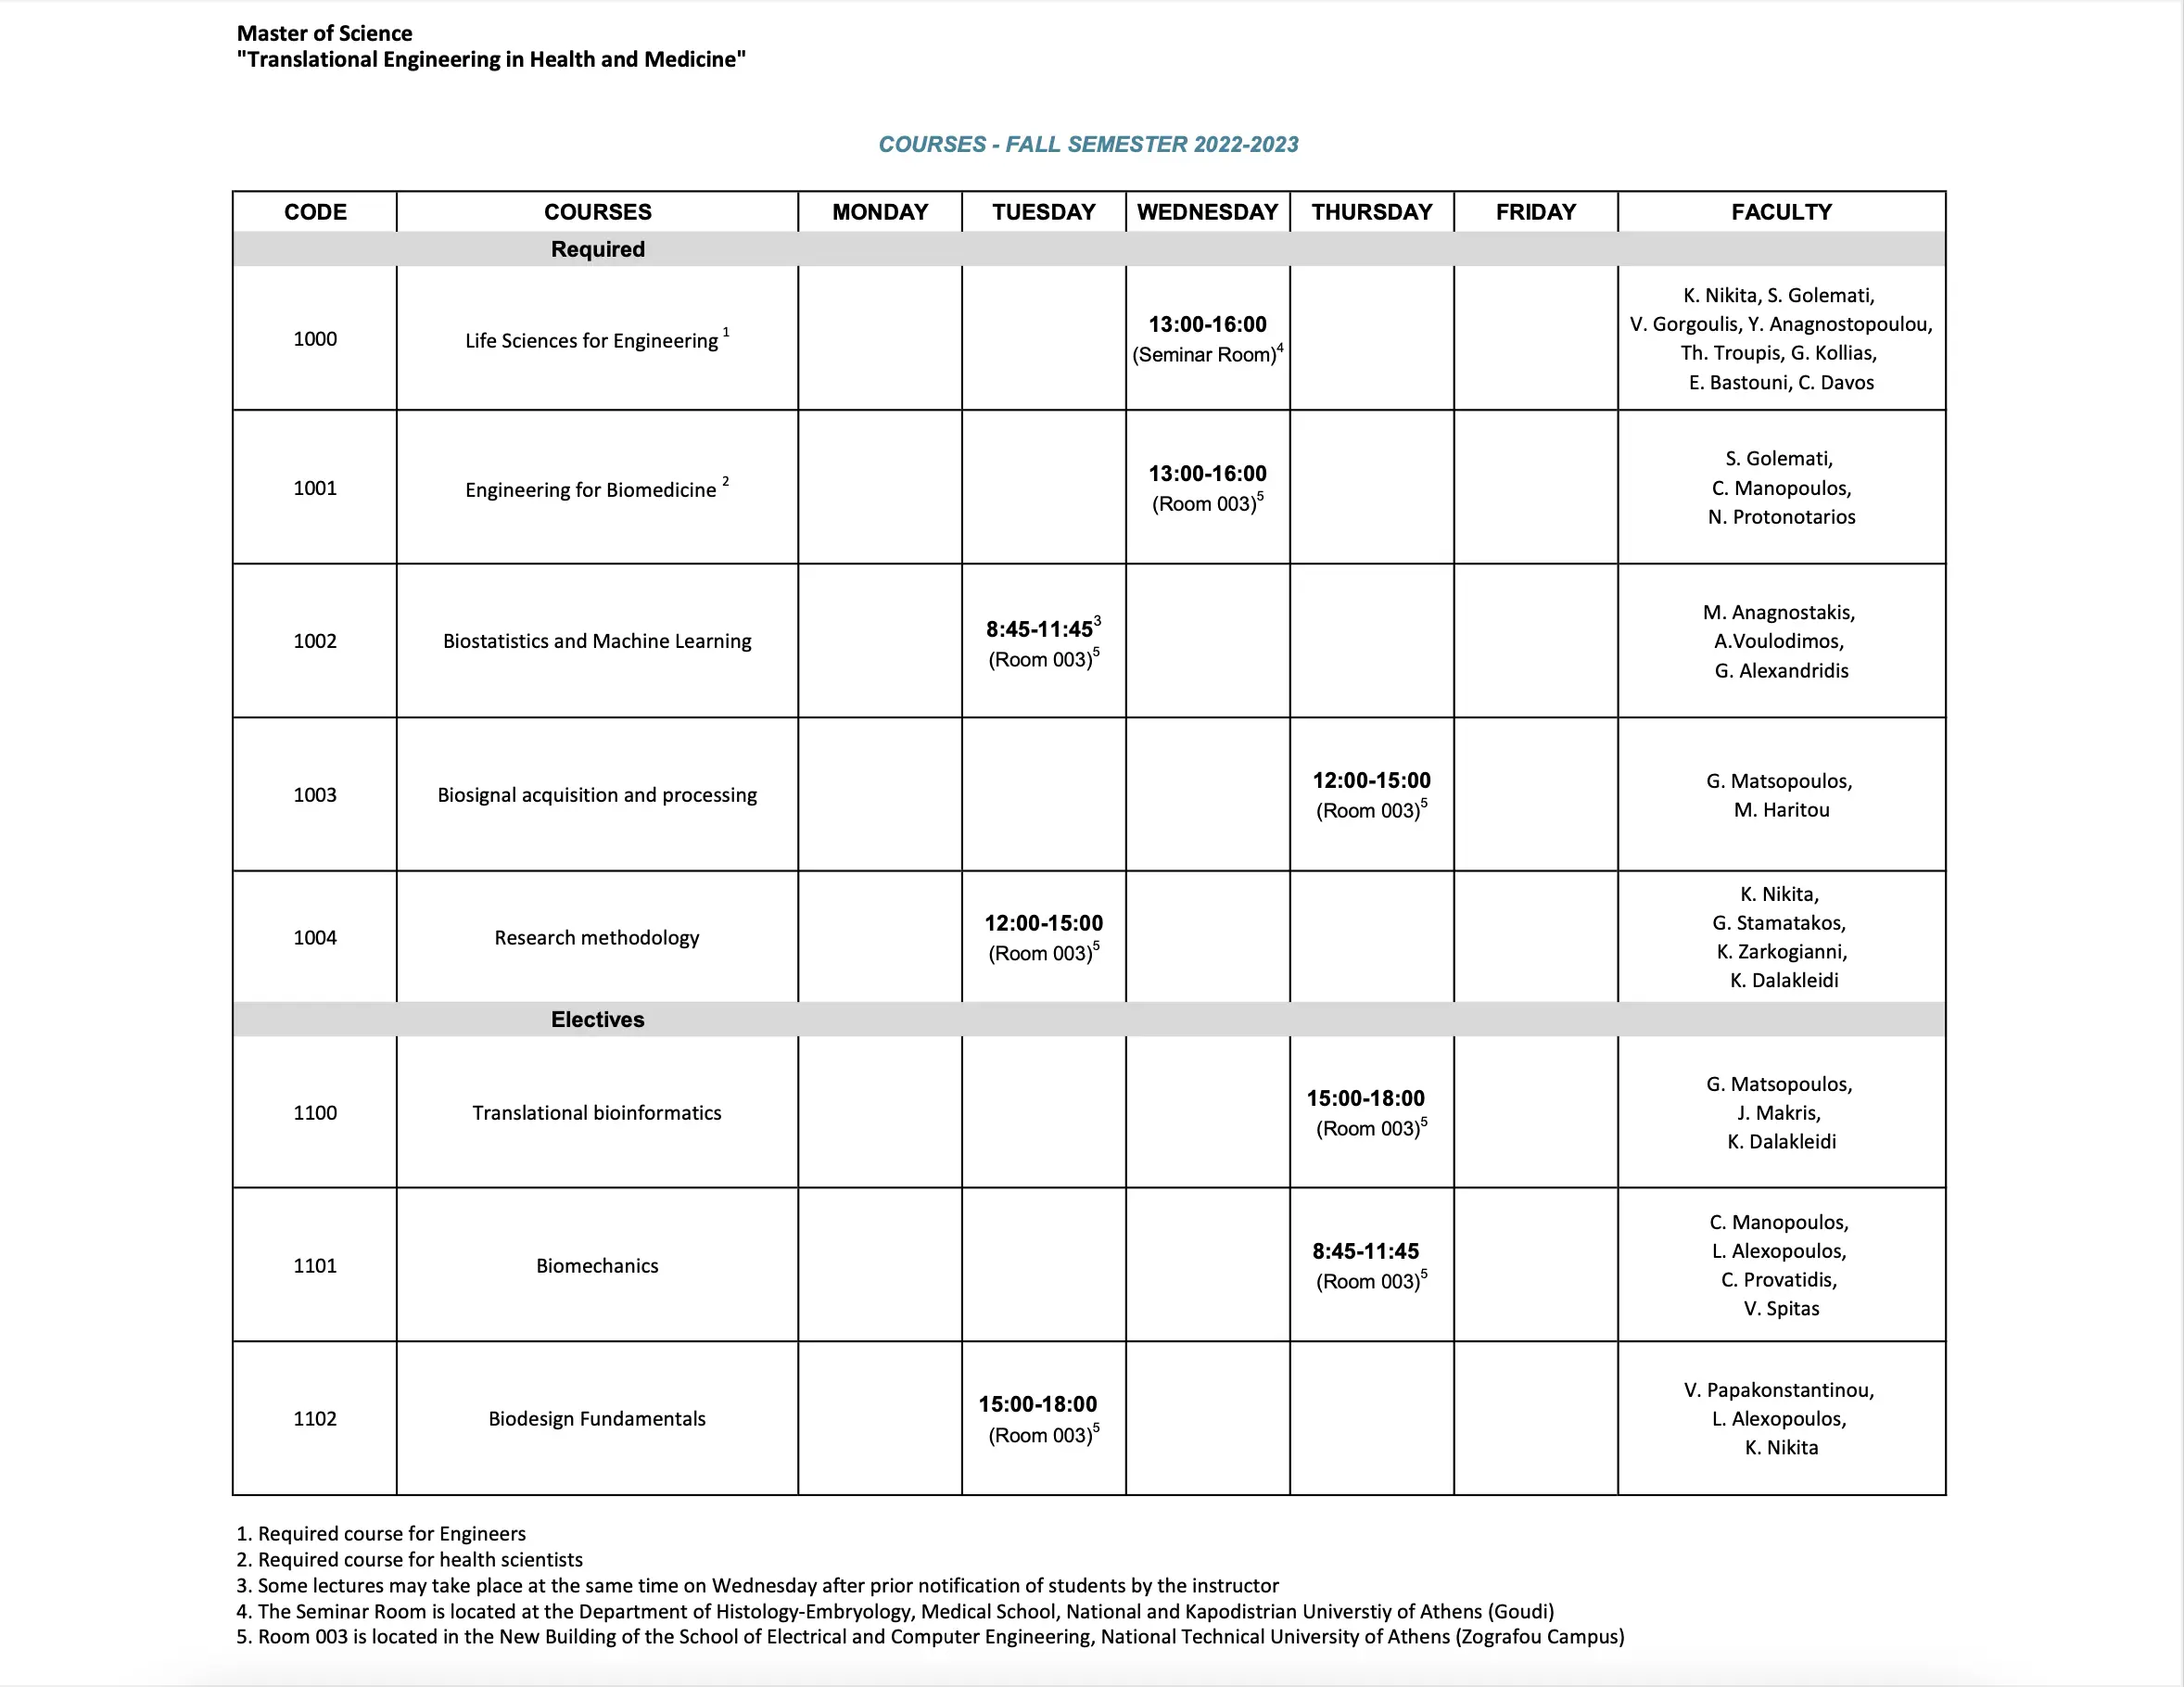 Master of Science
"Translational Engineering in Health and Medicine"
COURSES - FALL SEMESTER 2022-2023
CODE COURSES MONDAY TUESDAY WEDNESDAY THURSDAY FRIDAY FACULTY
Required
1000
Life Sciences for Engineering 1
13:00-16:00
(Seminar Room)4
K. Nikita, S. Golemati,
V. Gorgoulis, Y. Anagnostopoulou,
Th. Troupis, G. Kollias,
E. Bastouni, C. Davos
1001
Engineering for Biomedicine 2
13:00-16:00
(Room 003)5
S. Golemati,
C. Manopoulos,
N. Protonotarios
1002
Biostatistics and Machine Learning
8:45-11:453
(Room 003)5
M. Anagnostakis,
A.Voulodimos,
G. Alexandridis
1003
Biosignal acquisition and processing
12:00-15:00
(Room 003)5
G. Matsopoulos,
M. Haritou
1004
Research methodology
12:00-15:00
(Room 003)5
K. Nikita,
G. Stamatakos,
K. Zarkogianni,
K. Dalakleidi
Electives
1100
Translational bioinformatics
15:00-18:00
(Room 003)5
G. Matsopoulos,
J. Makris,
K. Dalakleidi
1101
Biomechanics
8:45-11:45
(Room 003)5
C. Manopoulos,
L. Alexopoulos,
C. Provatidis,
V. Spitas
1102
Biodesign Fundamentals
15:00-18:00
(Room 003)5
V. Papakonstantinou,
L. Alexopoulos,
K. Nikita
1. Required course for Engineers
2. Required course for health scientists
3. Some lectures may take place at the same time on Wednesday after prior notification of students by the instructor
4. The Seminar Room is located at the Department of Histology-Embryology, Medical School, National and Kapodistrian Universtiy of Athens (Goudi)
5. Room 003 is located in the New Building of the School of Electrical and Computer Engineering, National Technical University of Athens (Zografou Campus)